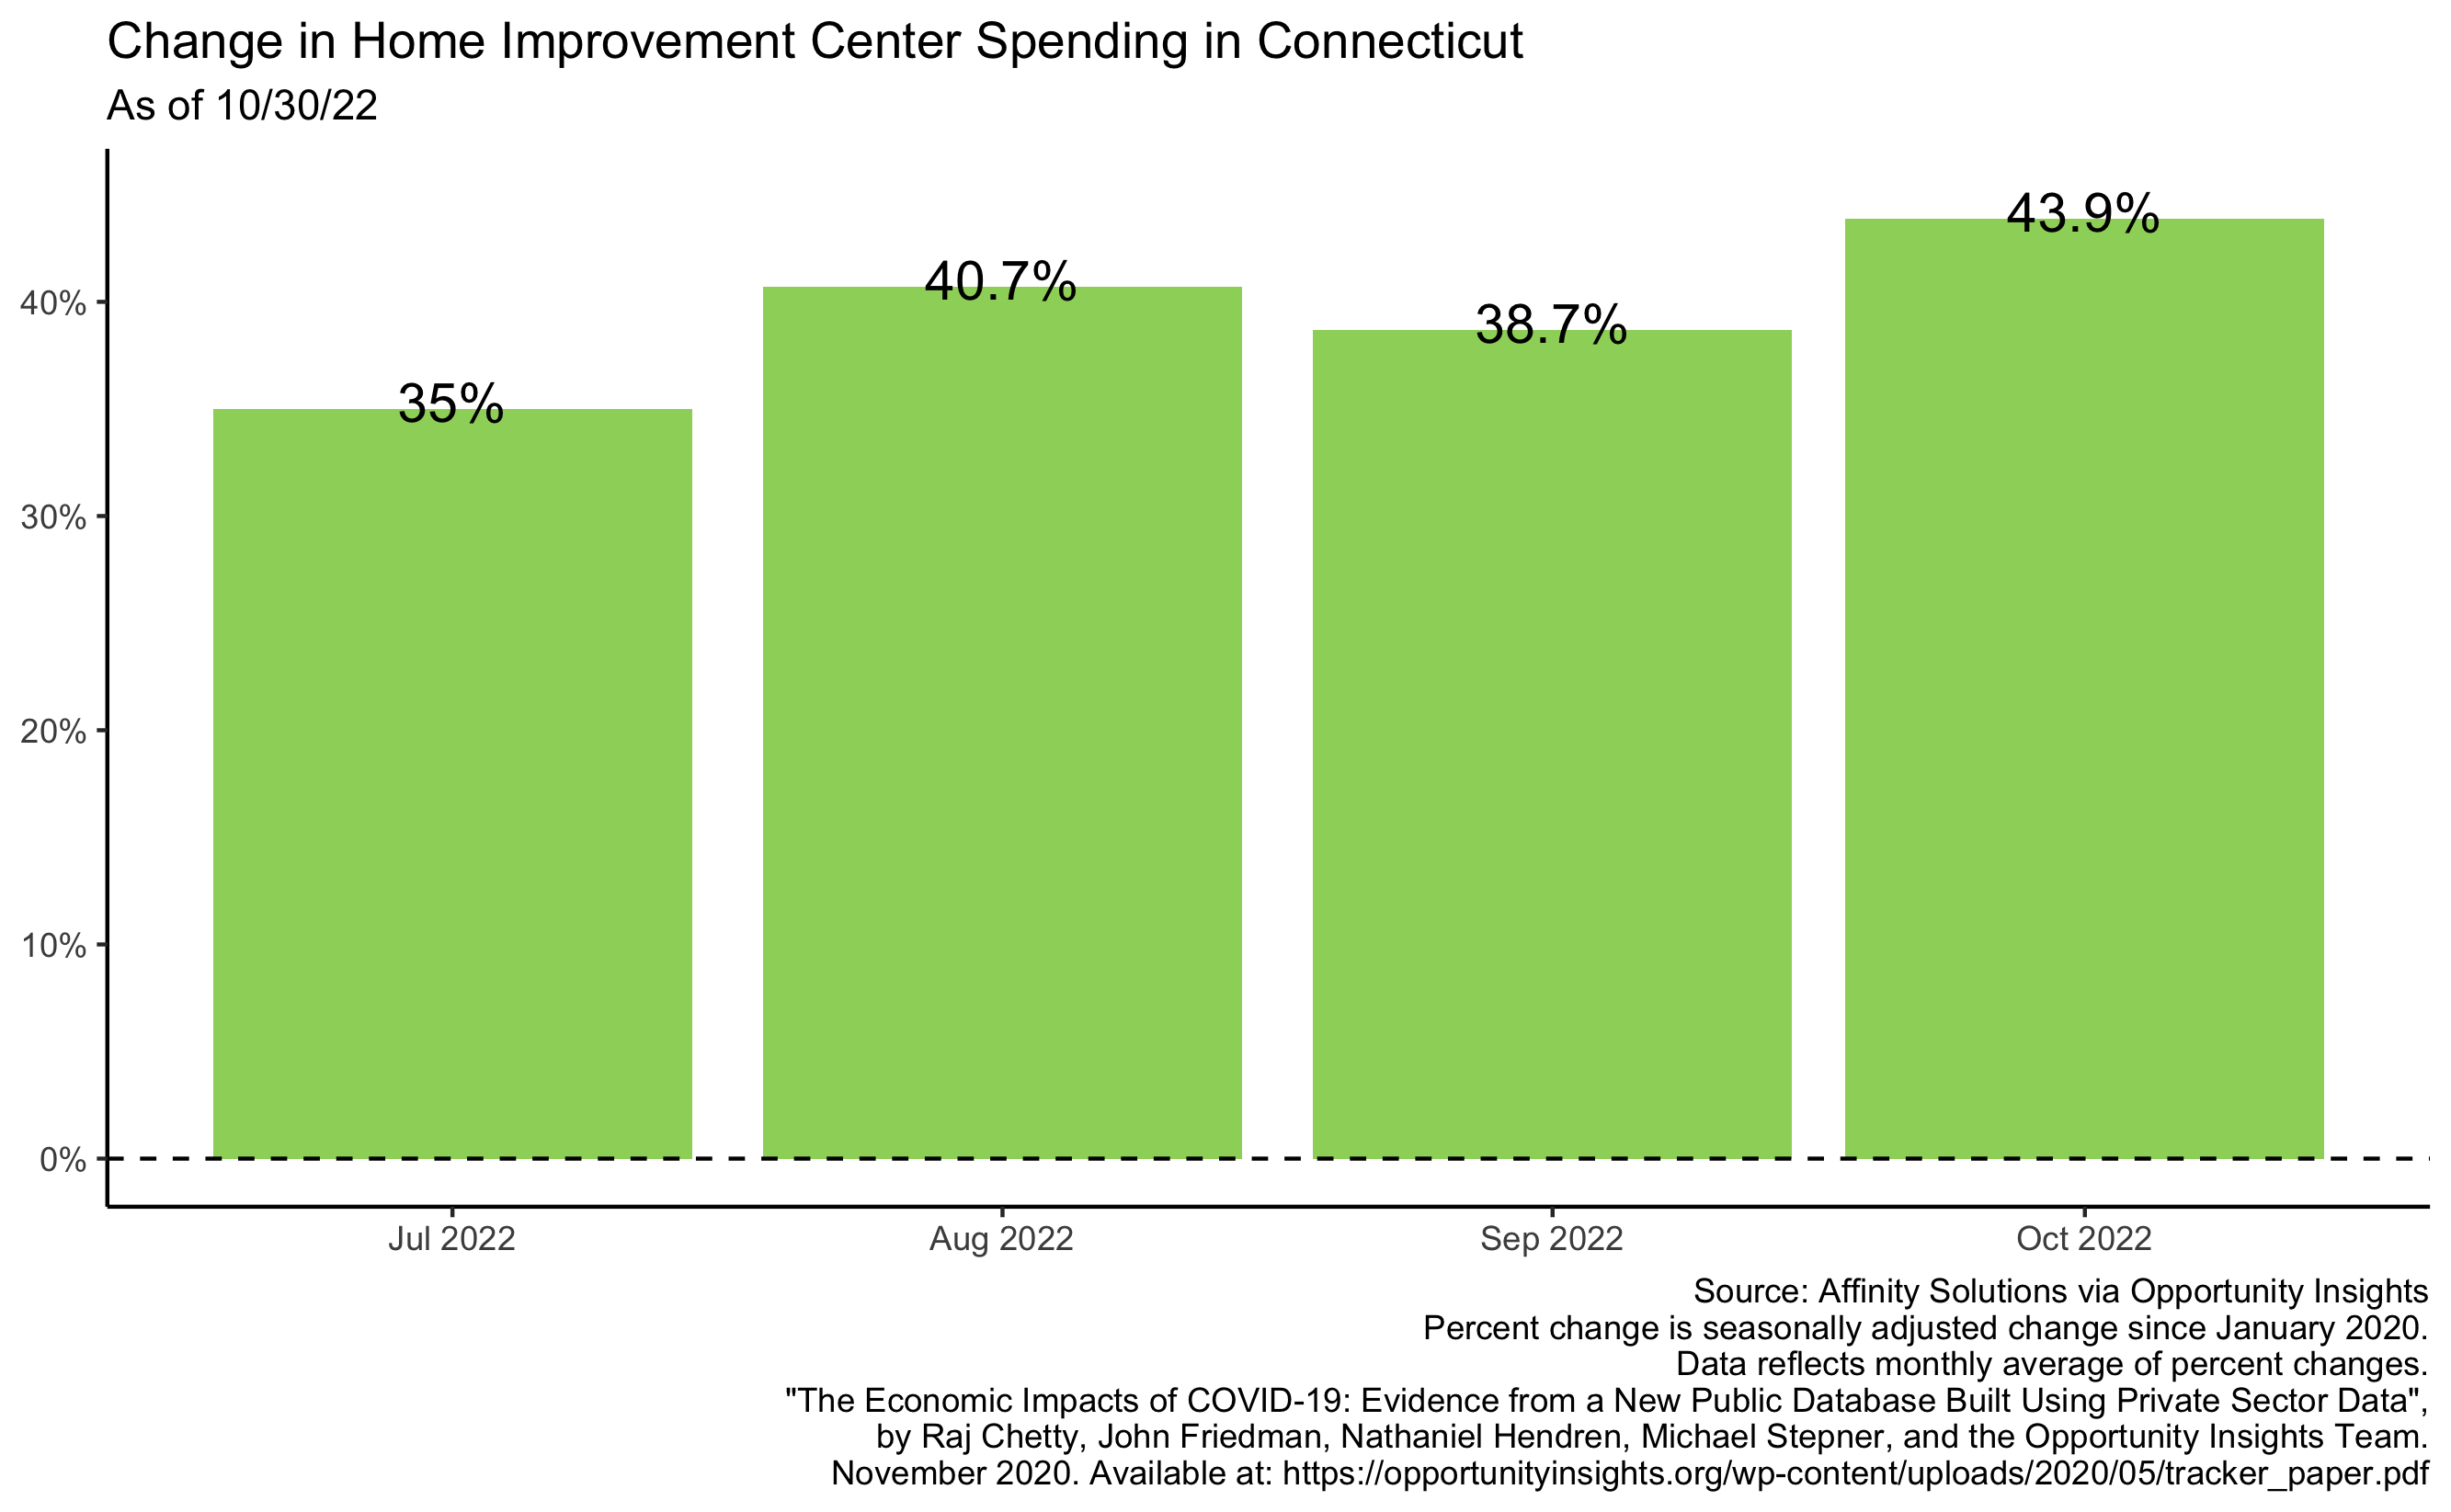 Change in Home Improvement Center Spending in Connecticut
As of 10/30/22
43.9%
40.7%
38.7%
35%
40%
30%
20%
10%
0%
Jul 2022
Aug 2022
Sep 2022
Oct 2022
Source: Affinity Solutions via Opportunity Insights
Percent change is seasonally adjusted change since January 2020.
Data reflects monthly average of percent changes.
"The Economic Impacts of COVID-19: Evidence from a New Public Database Built Using Private Sector Data",
by Raj Chetty, John Friedman, Nathaniel Hendren, Michael Stepner, and the Opportunity Insights Team.
November 2020. Available at: https://opportunityinsights.org/wp-content/uploads/2020/05/tracker_paper.pdf